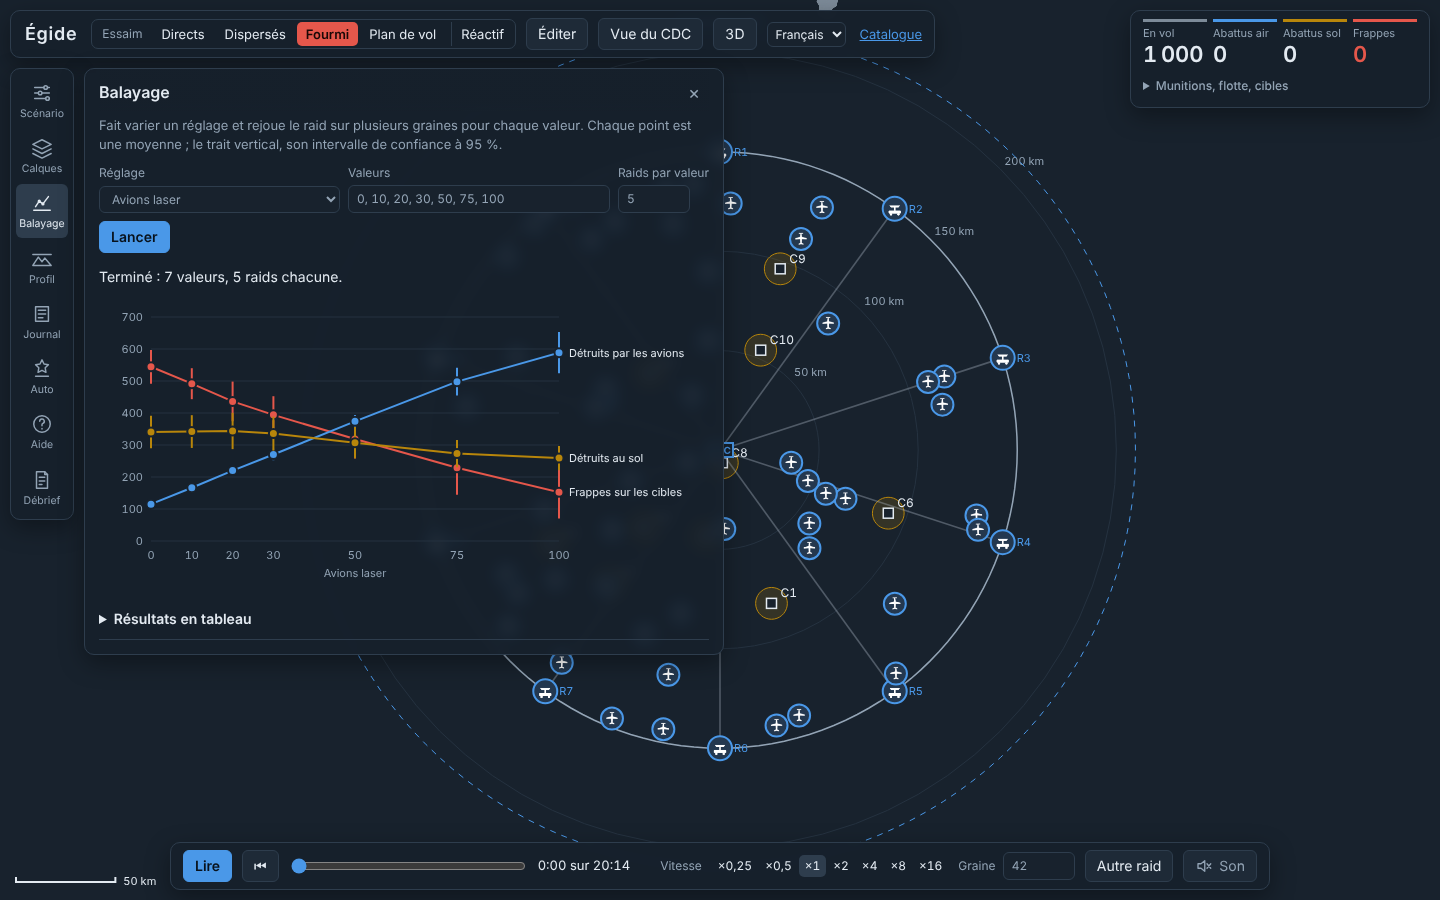 Égide
Essaim Directs Dispersés Fourmi Plan de vol Réactif
Éditer Vue du CDC 3D Français Catalogue
En vol Abattus air Abattus sol Frappes
1 000 0 0 0
Munitions, flotte, cibles
Scénario
Calques
Balayage
Profil
Journal
Auto
Aide
Débrief
Balayage
×
Fait varier un réglage et rejoue le raid sur plusieurs graines pour chaque valeur. Chaque point est
une moyenne ; le trait vertical, son intervalle de confiance à 95 %.
Réglage Valeurs Raids par valeur
Avions laser 0, 10, 20, 30, 50, 75, 100 5
Lancer
Terminé : 7 valeurs, 5 raids chacune.
700
600
500
400
300
200
100
0
Détruits par les avions
Détruits au sol
Frappes sur les cibles
0 10 20 30 50 75 100
Avions laser
Résultats en tableau
R1
200 km
R2
150 km
C9
100 km
C10
R3
50 km
C
C8
C6
R4
C1
R7
R5
R6
50 km
Lire 0:00 sur 20:14 Vitesse ×0,25 ×0,5 ×1 ×2 ×4 ×8 ×16 Graine 42 Autre raid Son